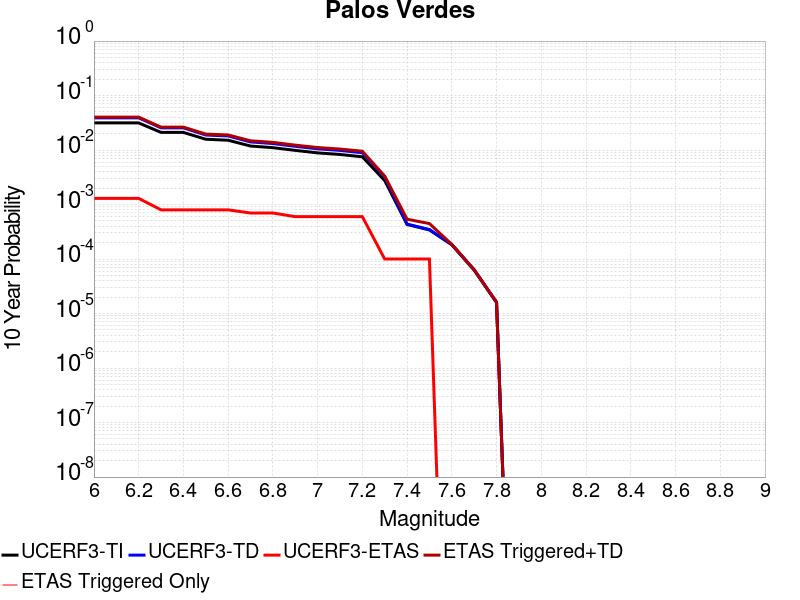 Palos Verdes
10^0
10^-1
10^-2
10^-3
10^-4
10^-5
10^-6
10^-7
10^-8
10 Year Probability
6 6.2 6.4 6.6 6.8 7 7.2 7.4 7.6 7.8 8 8.2 8.4 8.6 8.8 9
Magnitude
UCERF3-TI UCERF3-TD UCERF3-ETAS ETAS Triggered+TD
ETAS Triggered Only